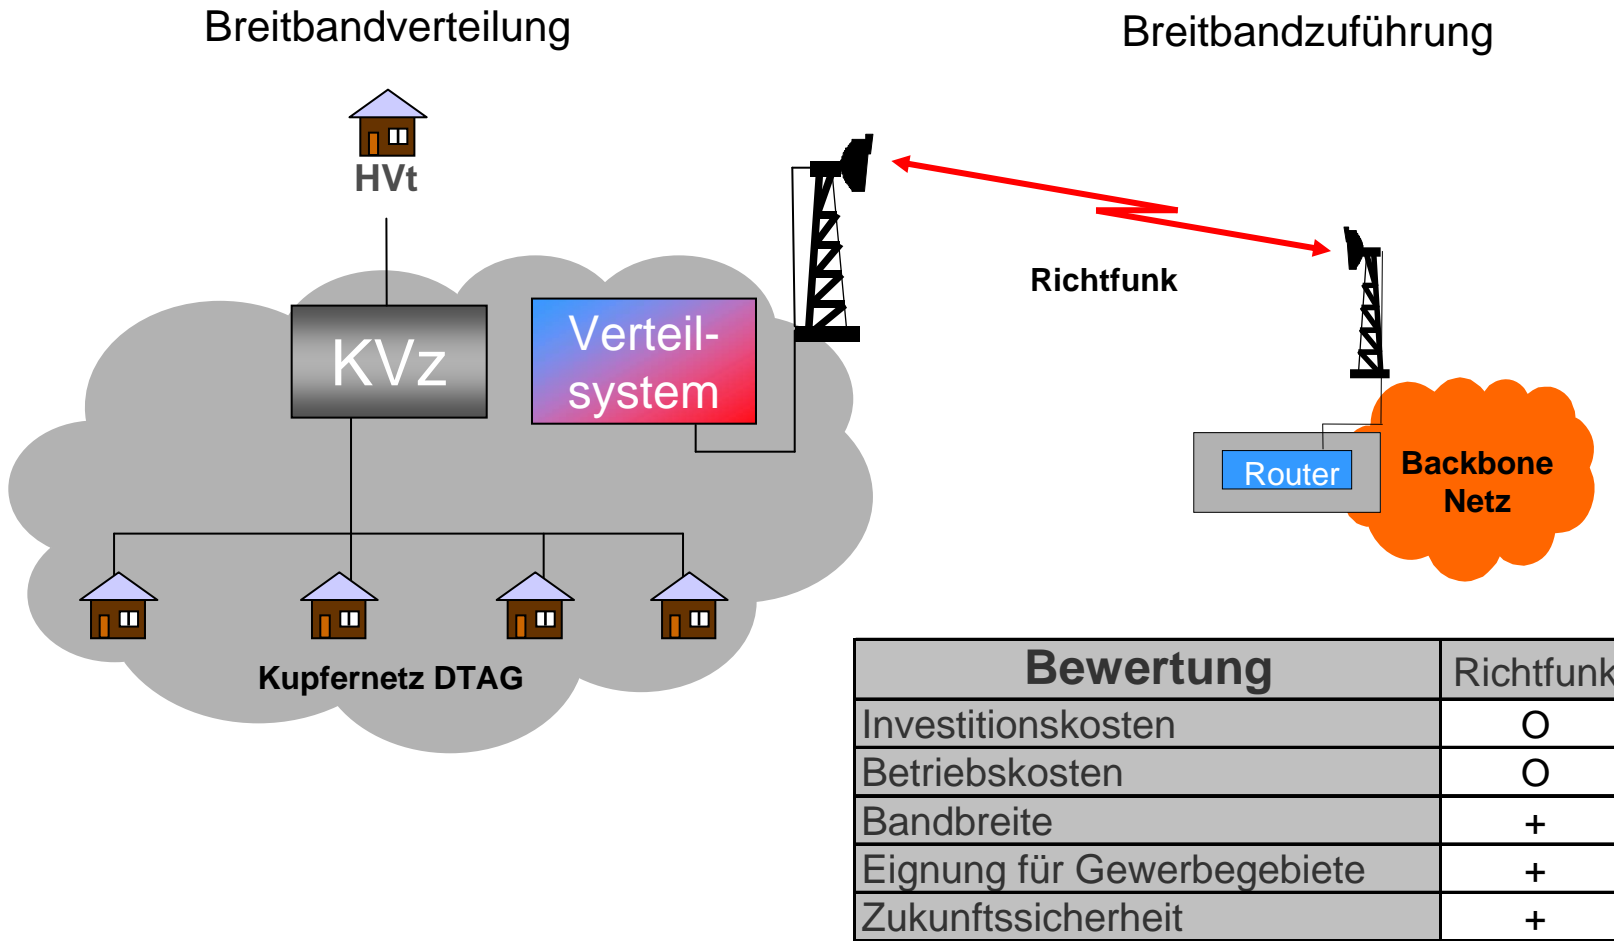 Breitbandverteilung
Breitbandzuführung
HVt
Richtfunk
KVz
Verteil-
system
Router
Backbone
Netz
Kupfernetz DTAG
Bewertung Richtfunk
Investitionskosten O
Betriebskosten O
Bandbreite +
Eignung für Gewerbegebiete +
Zukunftssicherheit +